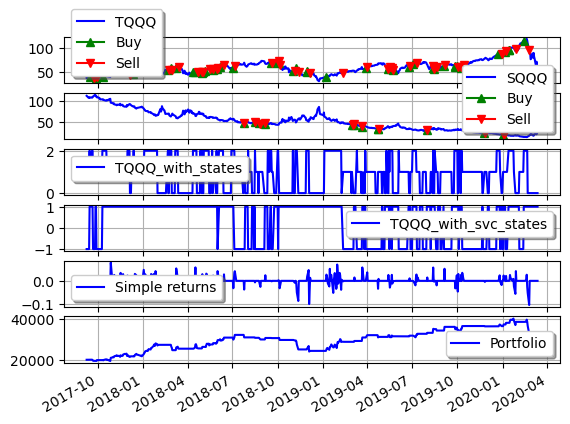 TQQQ
Buy
Sell
100
50
SQQQ
Buy
Sell
100
50
2
0
TQQQ_with_states
1
0
−1
TQQQ_with_svc_states
0.0
−0.1
Simple returns
40000
20000
Portfolio
2017-10
2018-01
2018-04
2018-07
2018-10
2019-01
2019-04
2019-07
2019-10
2020-01
2020-04